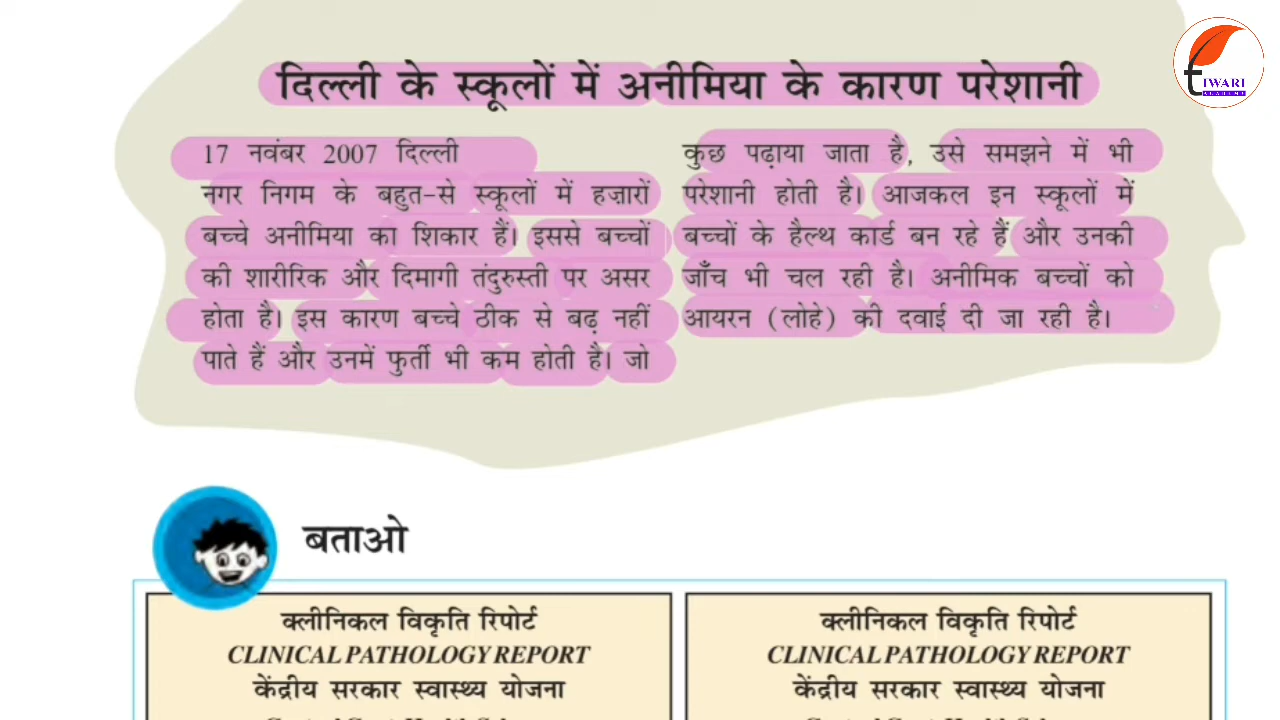 TIWARI
ACADEMY
दिल्ली के स्कूलों में अनीमिया के कारण परेशानी
17 नवंबर 2007 दिल्ली
नगर निगम के बहुत-से स्कूलों में हज़ारों
बच्चे अनीमिया का शिकार हैं। इससे बच्चों
की शारीरिक और दिमागी तंदुरुस्ती पर असर
होता है। इस कारण बच्चे ठीक से बढ़ नहीं
पाते हैं और उनमें फुर्ती भी कम होती है। जो
कुछ पढ़ाया जाता है, उसे समझने में भी
परेशानी होती है। आजकल इन स्कूलों में
बच्चों के हैल्थ कार्ड बन रहे हैं और उनकी
जाँच भी चल रही है। अनीमिक बच्चों को
आयरन (लोहे) की दवाई दी जा रही है।
बताओ
क्लीनिकल विकृति रिपोर्ट
CLINICAL PATHOLOGY REPORT
केंद्रीय सरकार स्वास्थ्य योजना
क्लीनिकल विकृति रिपोर्ट
CLINICAL PATHOLOGY REPORT
केंद्रीय सरकार स्वास्थ्य योजना